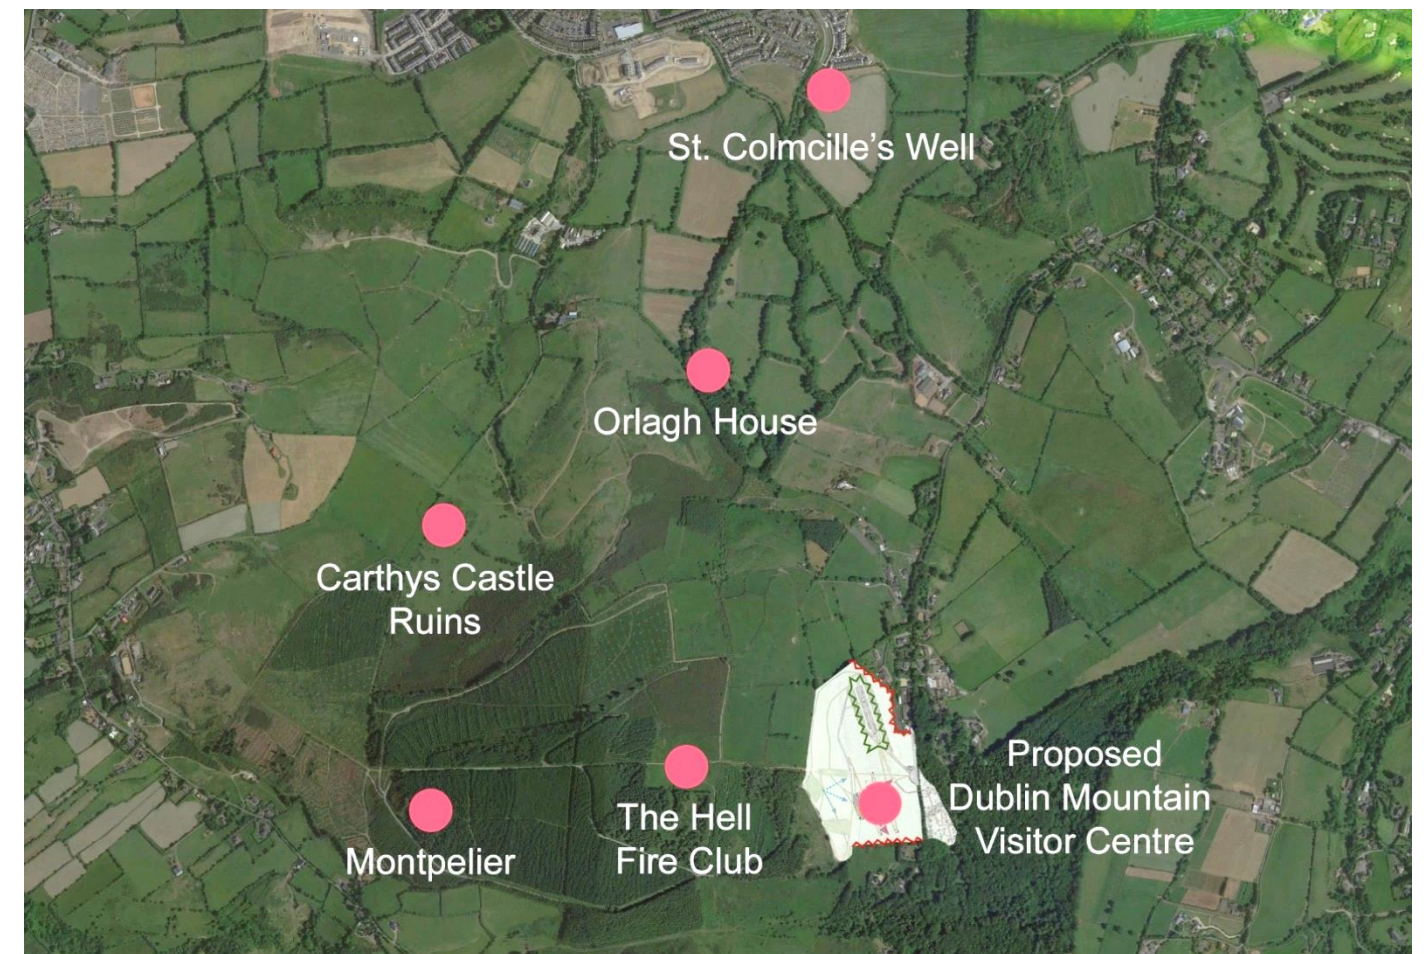 St. Colmcille’s Well
Orlagh House
Carthys Castle
Ruins
Proposed
Dublin Mountain
Visitor Centre
The Hell
Fire Club
Montpelier